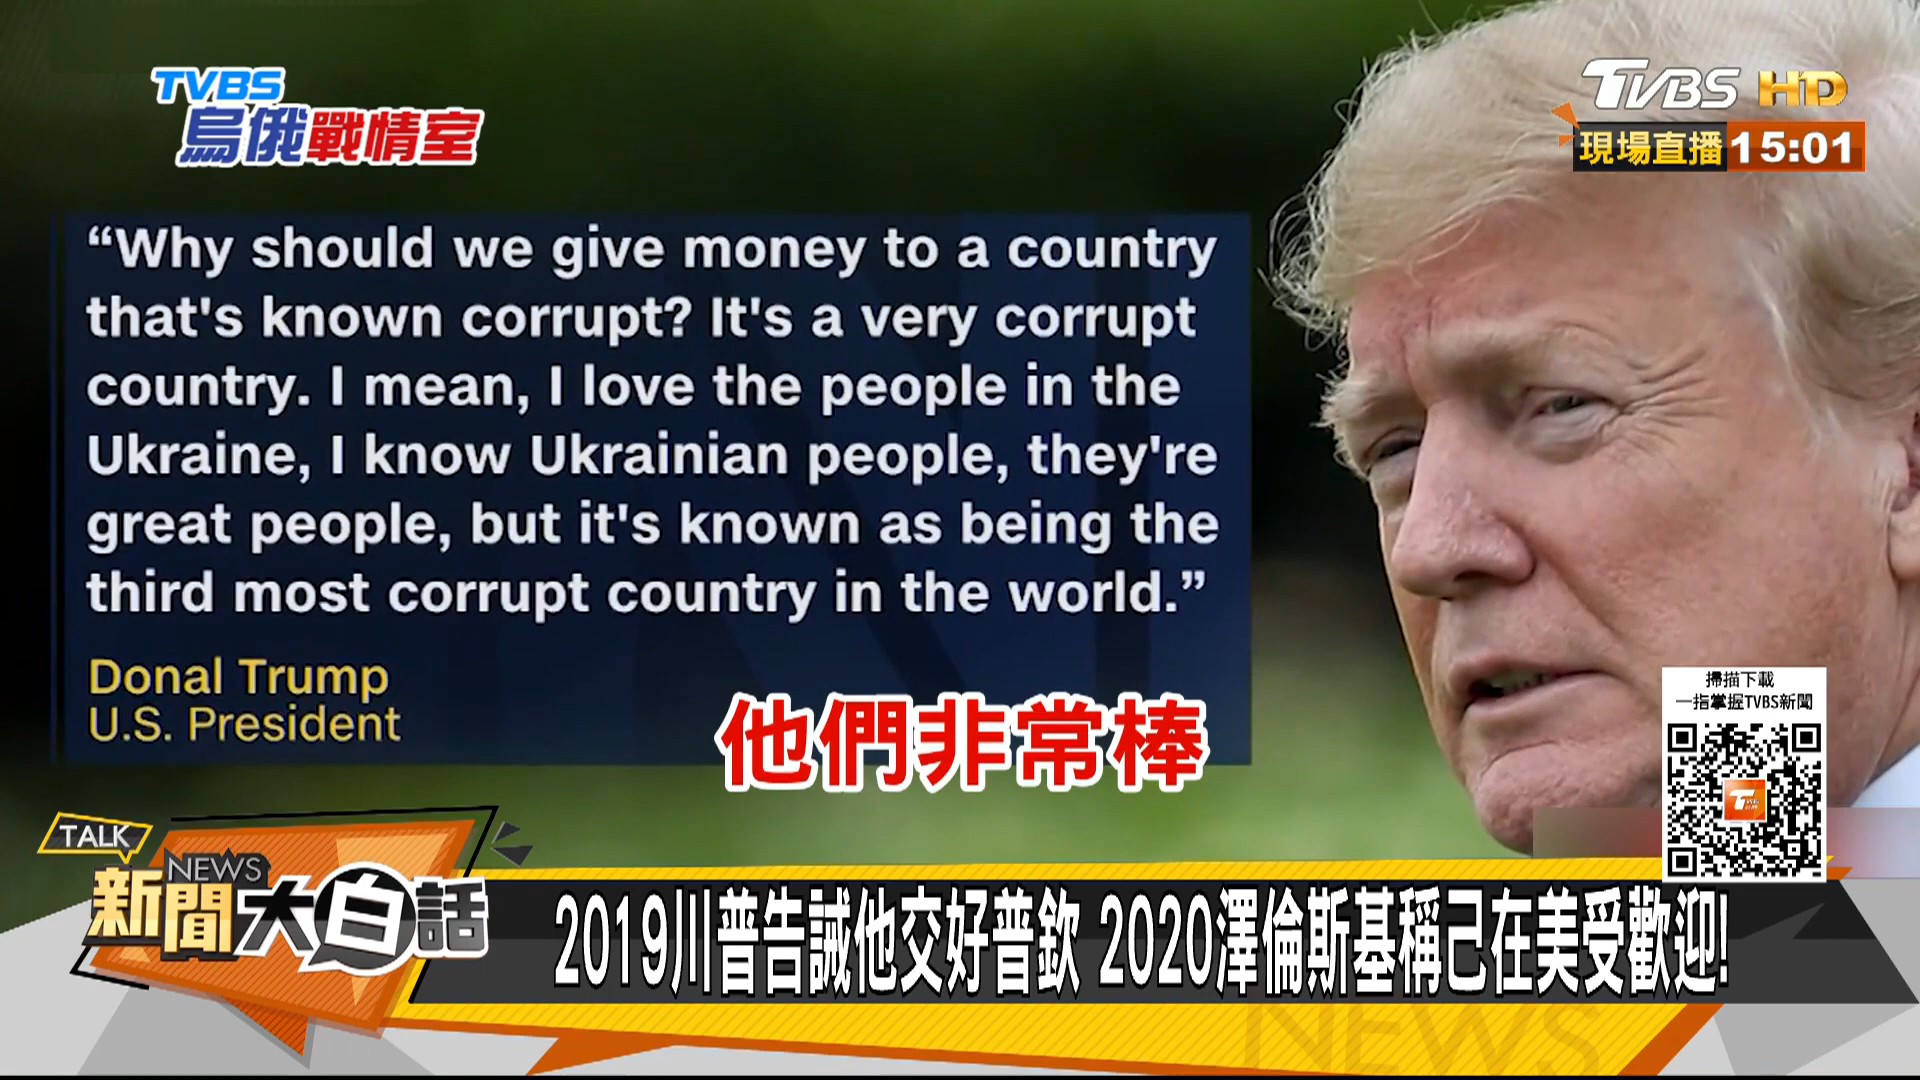 TVBS
烏俄戰情室
TVBS HD
現場直播 15:01
“Why should we give money to a country
that's known corrupt? It's a very corrupt
country. I mean, I love the people in the
Ukraine, I know Ukrainian people, they're
great people, but it's known as being the
third most corrupt country in the world.”
Donal Trump
U.S. President
他們非常棒
掃描下載
一指掌握TVBS新聞
TALK
NEWS
新聞大白話
2019川普告誡他交好普欽 2020澤倫斯基稱己在美受歡迎!
NEWS